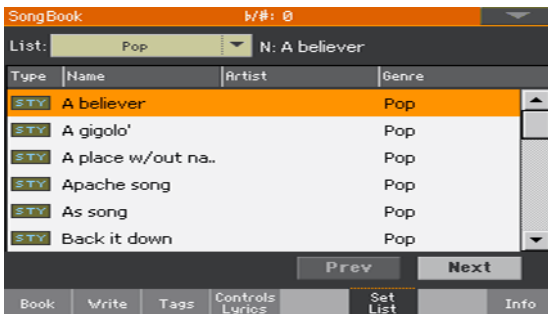 SongBook ♭/#: 0
List: Pop N: A believer
Type Name Artist Genre
STY A believer Pop
STY A gigolo' Pop
STY A place w/out na.. Pop
STY Apache song Pop
STY As song Pop
STY Back it down Pop
Prev Next
Book Write Tags Controls Lyrics Set List Info